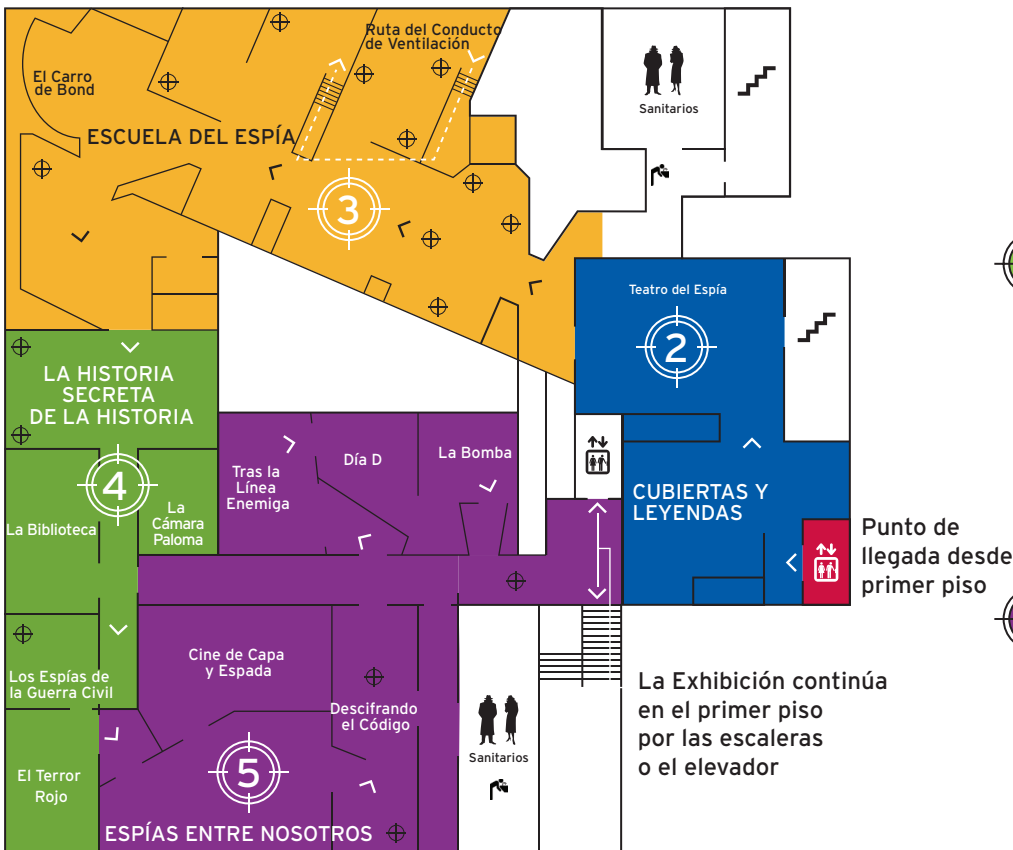 Ruta del Conducto
de Ventilación
El Carro
de Bond
ESCUELA DEL ESPÍA
3
Sanitarios
Teatro del Espía
2
CUBIERTAS Y
LEYENDAS
Punto de
llegada desde
primer piso
LA HISTORIA
SECRETA
DE LA HISTORIA
4
La Biblioteca
La
Cámara
Paloma
Tras la
Línea
Enemiga
Día D
La Bomba
Los Espías de
la Guerra Civil
El Terror
Rojo
Cine de Capa
y Espada
Descifrando
el Código
5
ESPÍAS ENTRE NOSOTROS
Sanitarios
La Exhibición continúa
en el primer piso
por las escaleras
o el elevador